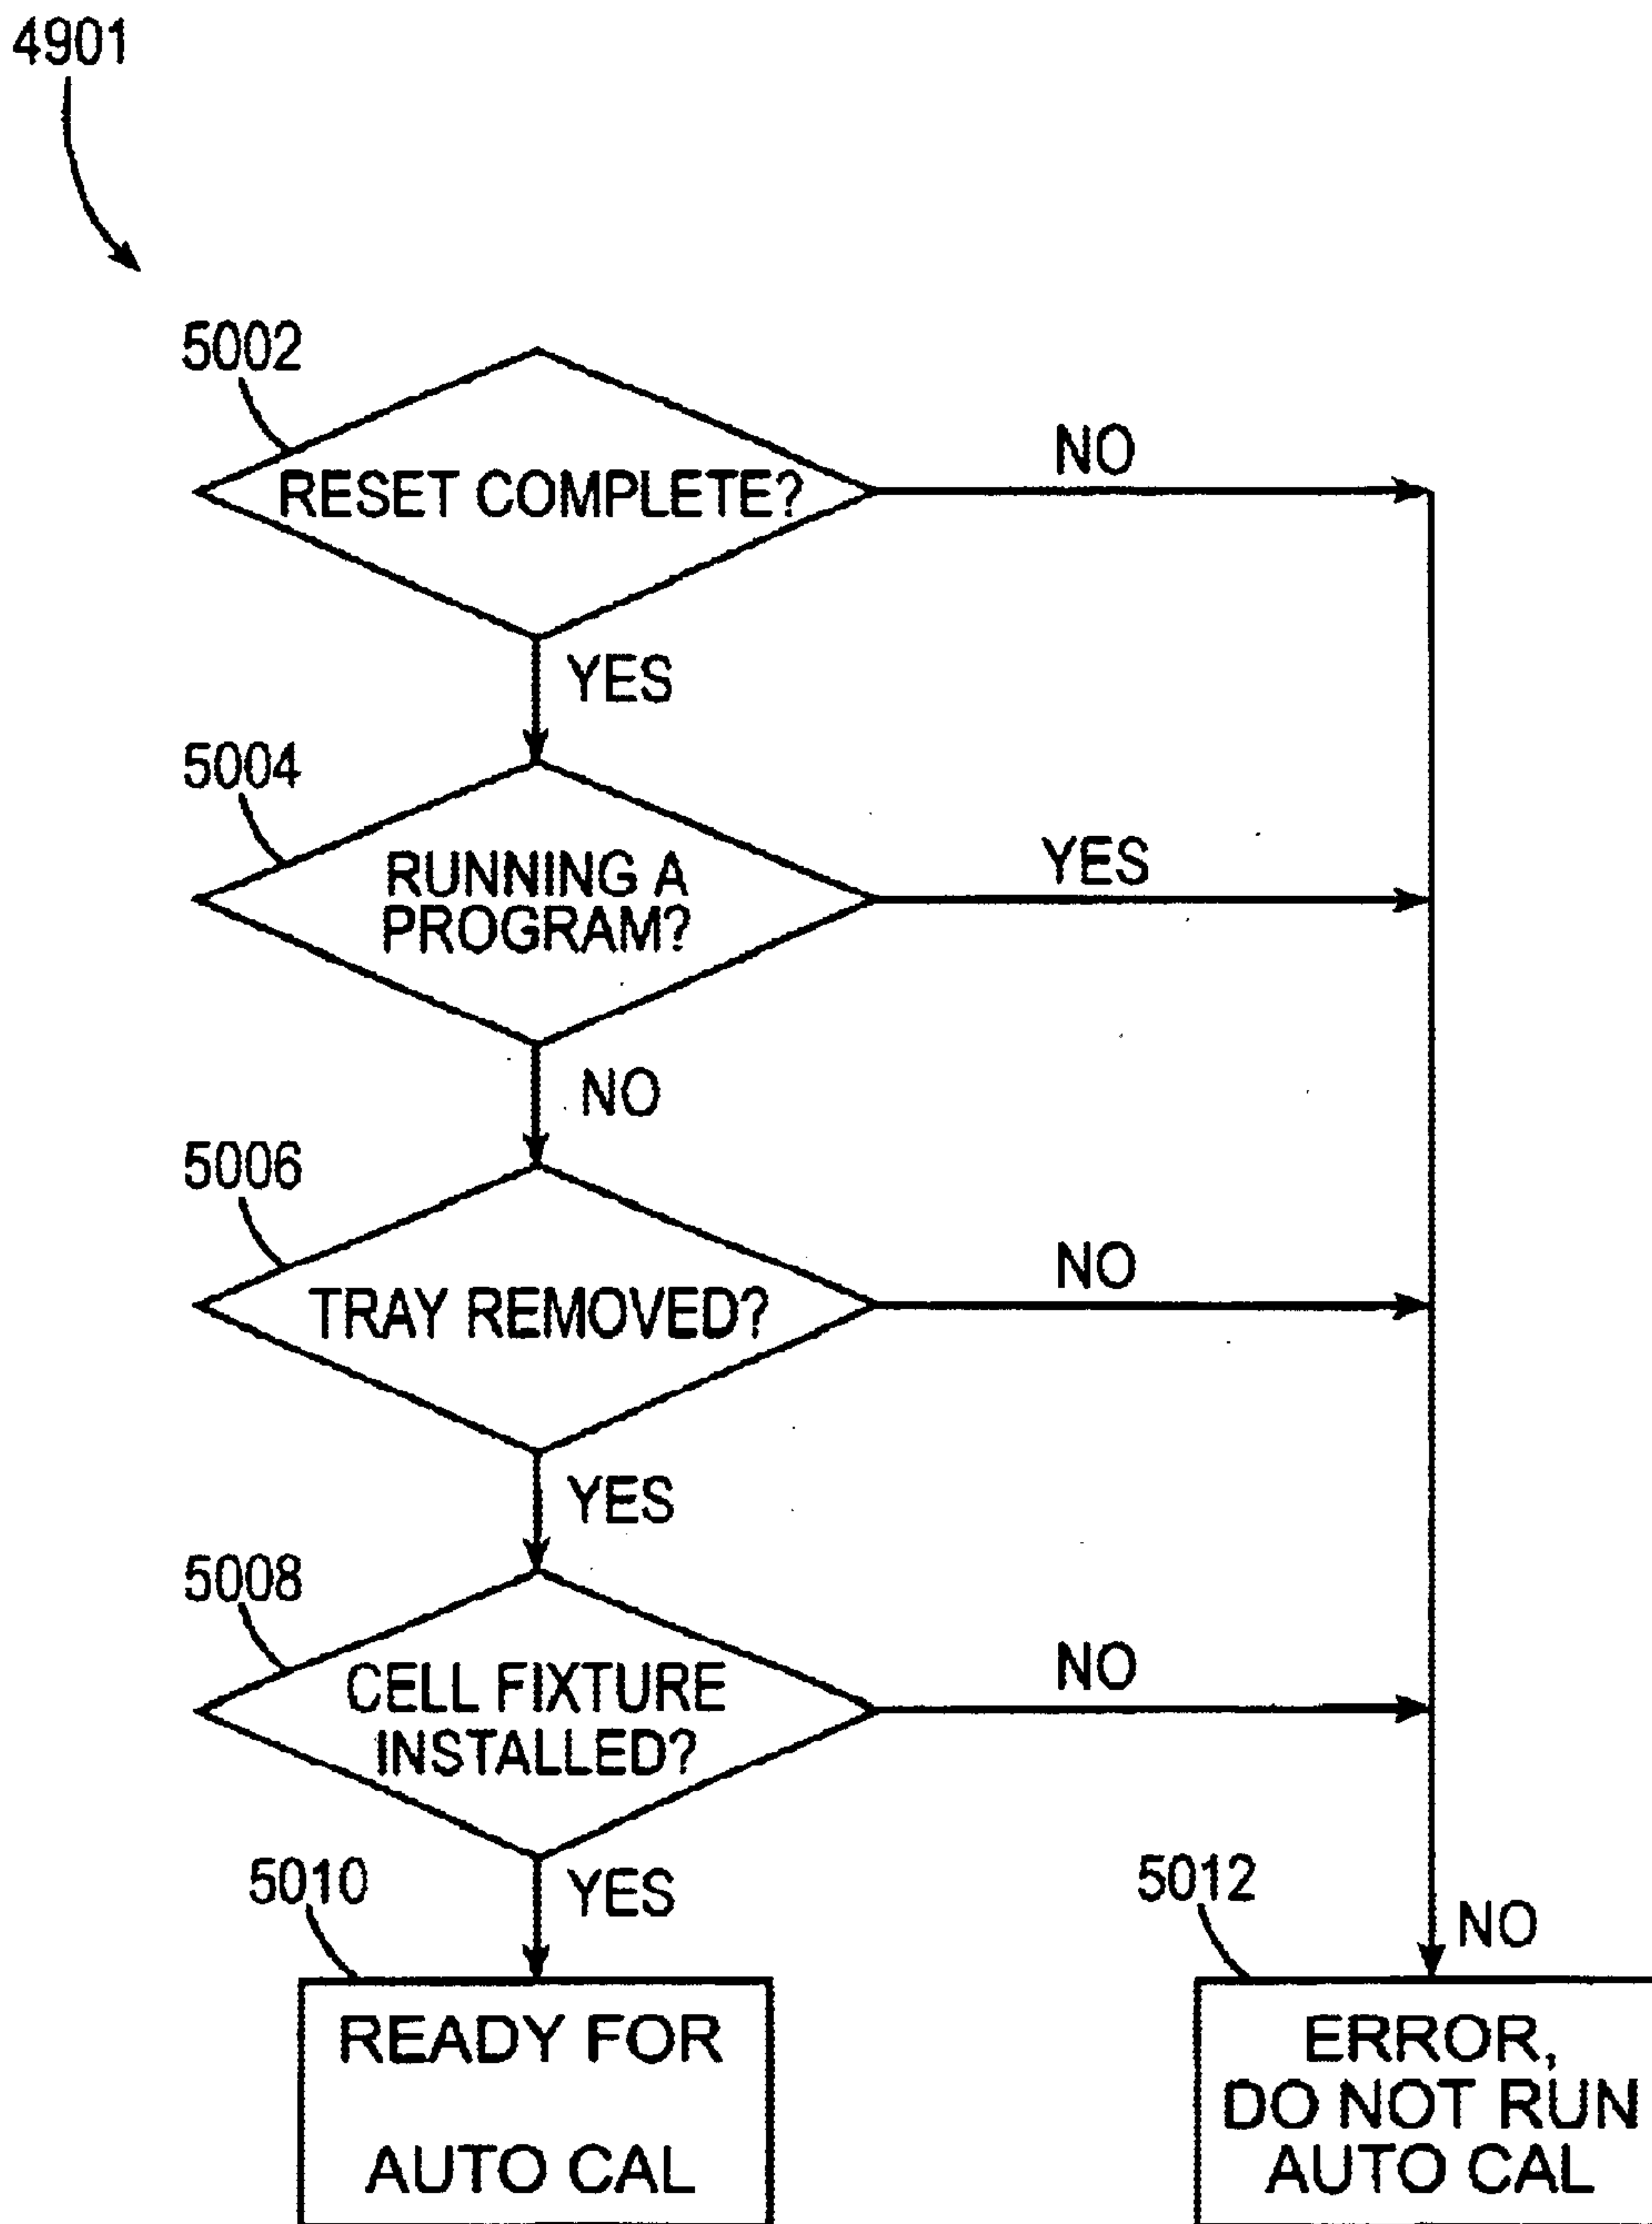 4901
5002
RESET COMPLETE?
NO
YES
5004
RUNNING A
PROGRAM?
YES
NO
5006
TRAY REMOVED?
NO
YES
5008
CELL FIXTURE
INSTALLED?
NO
YES
5010
READY FOR
AUTO CAL
5012
NO
ERROR,
DO NOT RUN
AUTO CAL